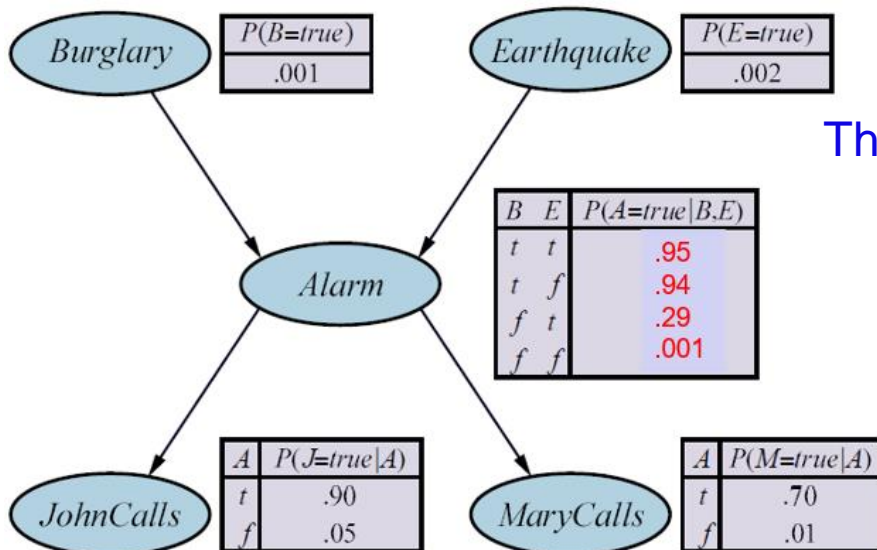 Burglary
P(B=true)
.001
Earthquake
P(E=true)
.002
Th
B E P(A=true|B,E)
t t .95
t f .94
f t .29
f f .001
Alarm
A P(J=true|A)
t .90
f .05
JohnCalls
A P(M=true|A)
t .70
f .01
MaryCalls